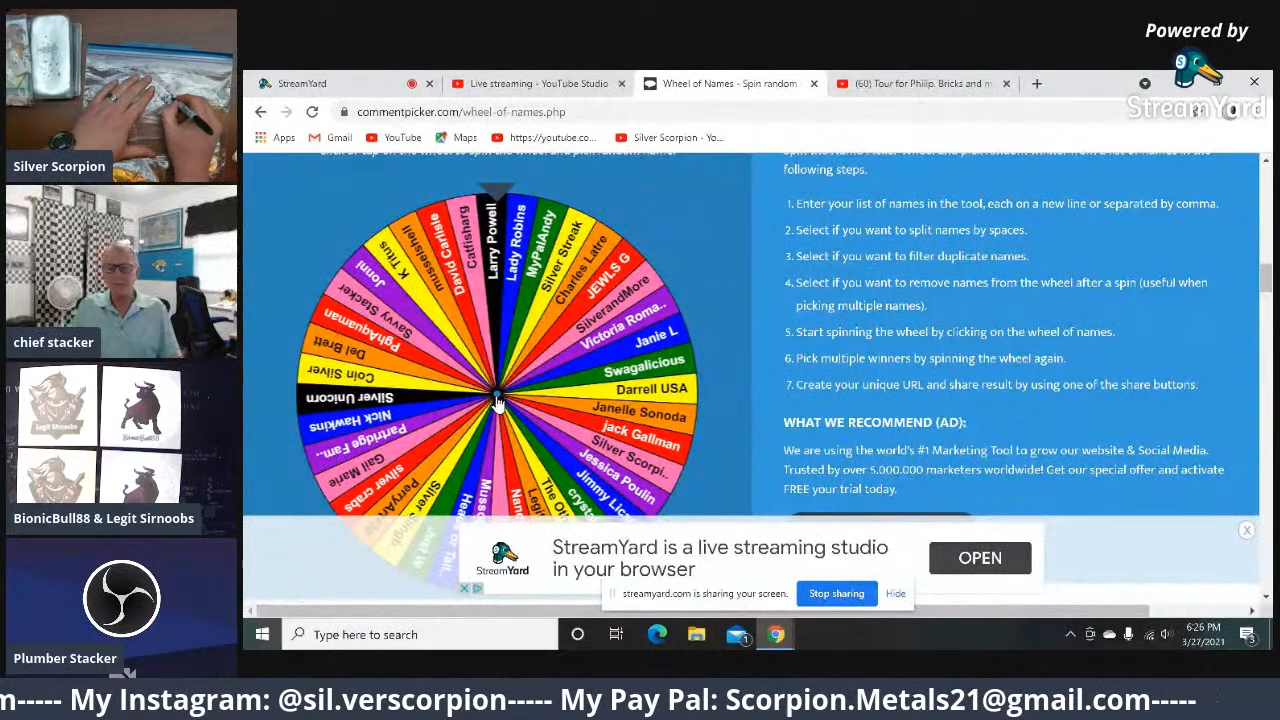 Powered by
StreamYard
Silver Scorpion
chief stacker
Legit Sirnoobs
BionicBull88
BionicBull88 & Legit Sirnoobs
Plumber Stacker
StreamYard
Live streaming - YouTube Studio
Wheel of Names - Spin random
(60) Tour for Philip. Bricks and m
commentpicker.com/wheel-of-names.php
Apps
Gmail
YouTube
Maps
https://youtube.co...
Silver Scorpion - Yo...
following steps.
1. Enter your list of names in the tool, each on a new line or separated by comma.
2. Select if you want to split names by spaces.
3. Select if you want to filter duplicate names.
4. Select if you want to remove names from the wheel after a spin (useful when
picking multiple names).
5. Start spinning the wheel by clicking on the wheel of names.
6. Pick multiple winners by spinning the wheel again.
7. Create your unique URL and share result by using one of the share buttons.
WHAT WE RECOMMEND (AD):
We are using the world's #1 Marketing Tool to grow our website & Social Media.
Trusted by over 5.000.000 marketers worldwide! Get our special offer and activate
FREE your trial today.
Larry Powell
Lady Robins
MyPalAndy
Silver Streak
Charles Latre
JEWLS G
SilverandMore
Victoria Roma..
Janie L
Swagalicious
Darrell USA
Janelle Sonoda
Jack Gallman
Silver Scorpi..
Jessica Poulin
silver crabs
Gail Marie
Partridge Fam..
Nick Hawkins
Silver Unicorn
Coin Silver
Del Brett
PghAquaman
Savvy Stacker
Jonni
K Titus
musselshell
David Carlisle
Catfisharg
StreamYard
StreamYard is a live streaming studio
in your browser
OPEN
streamyard.com is sharing your screen.
Stop sharing
Hide
Type here to search
6:26 PM
3/27/2021
m----- My Instagram: @sil.verscorpion----- My Pay Pal: Scorpion.Metals21@gmail.com-----